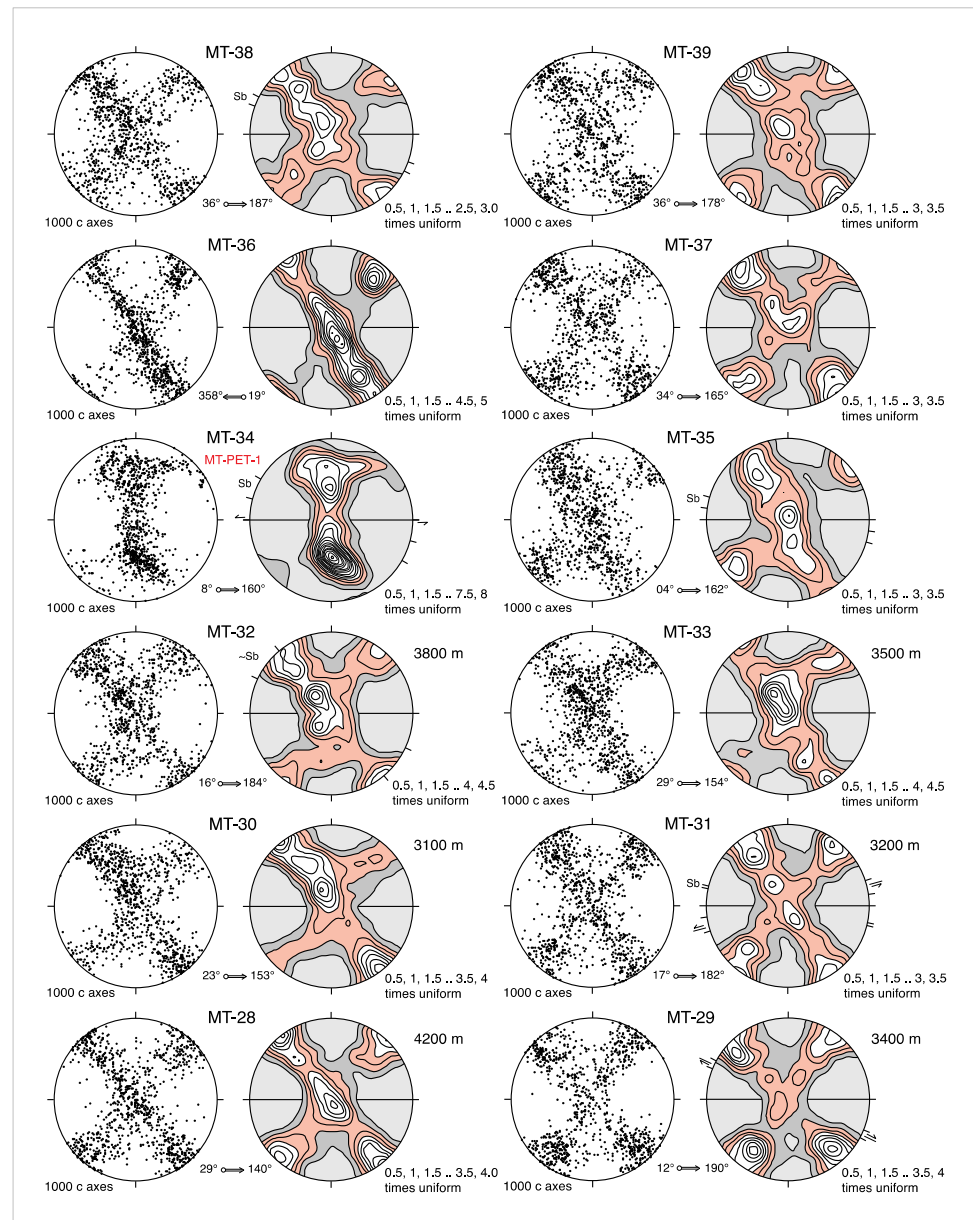 MT-38
Sb
36° 187°
1000 c axes
0.5, 1, 1.5 .. 2.5, 3.0
times uniform
MT-39
36° 178°
1000 c axes
0.5, 1, 1.5 .. 3, 3.5
times uniform
MT-36
358° 19°
1000 c axes
0.5, 1, 1.5 .. 4.5, 5
times uniform
MT-37
34° 165°
1000 c axes
0.5, 1, 1.5 .. 3, 3.5
times uniform
MT-34
MT-PET-1
Sb
8° 160°
1000 c axes
0.5, 1, 1.5 .. 7.5, 8
times uniform
MT-35
Sb
04° 162°
1000 c axes
0.5, 1, 1.5 .. 3, 3.5
times uniform
MT-32
~Sb
3800 m
16° 184°
1000 c axes
0.5, 1, 1.5 .. 4, 4.5
times uniform
MT-33
3500 m
29° 154°
1000 c axes
0.5, 1, 1.5 .. 4, 4.5
times uniform
MT-30
3100 m
23° 153°
1000 c axes
0.5, 1, 1.5 .. 3.5, 4
times uniform
MT-31
3200 m
Sb
17° 182°
1000 c axes
0.5, 1, 1.5 .. 3, 3.5
times uniform
MT-28
4200 m
29° 140°
1000 c axes
0.5, 1, 1.5 .. 3.5, 4.0
times uniform
MT-29
3400 m
12° 190°
1000 c axes
0.5, 1, 1.5 .. 3.5, 4
times uniform